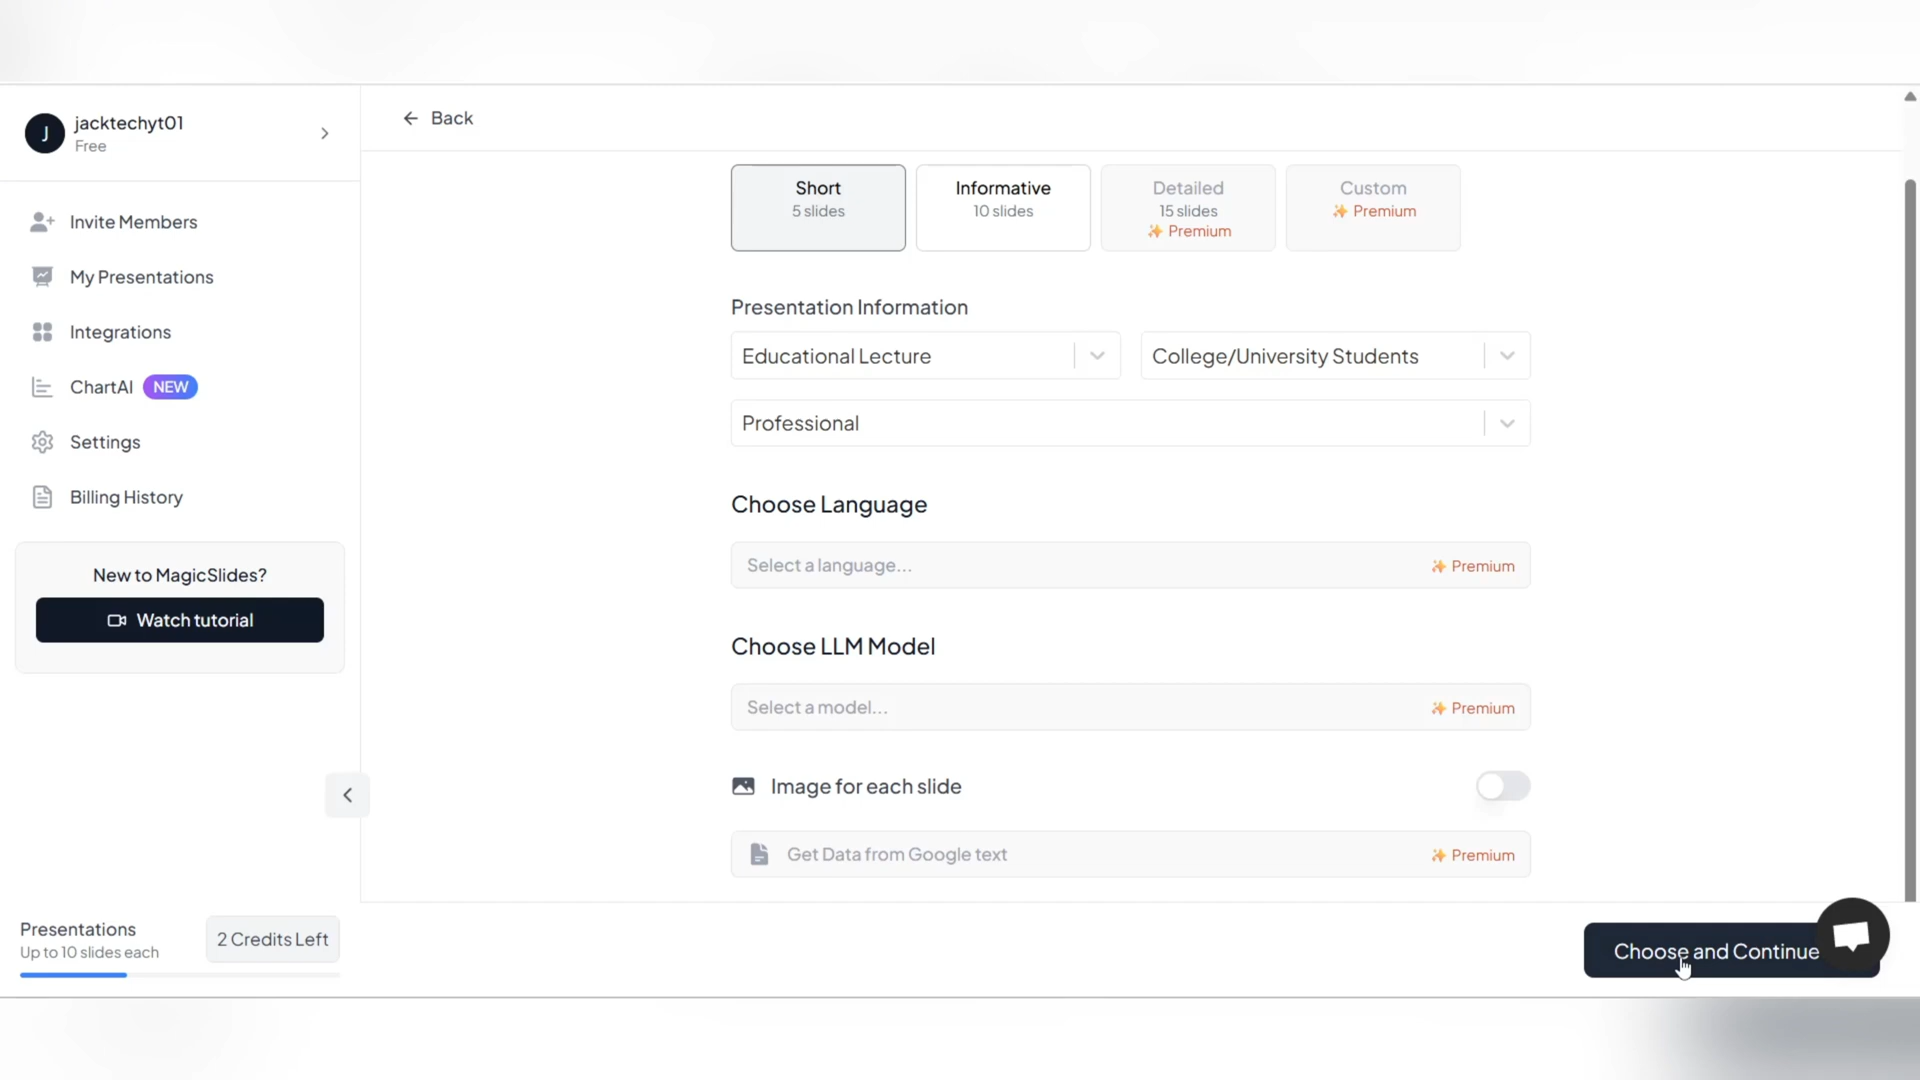 J
jacktechyt01
Free
Invite Members
My Presentations
Integrations
ChartAI NEW
Settings
Billing History
New to MagicSlides?
Watch tutorial
Presentations
Up to 10 slides each
2 Credits Left
Back
Short
5 slides
Informative
10 slides
Detailed
15 slides
Premium
Custom
Premium
Presentation Information
Educational Lecture
College/University Students
Professional
Choose Language
Select a language...
Premium
Choose LLM Model
Select a model...
Premium
Image for each slide
Get Data from Google text
Premium
Choose and Continue